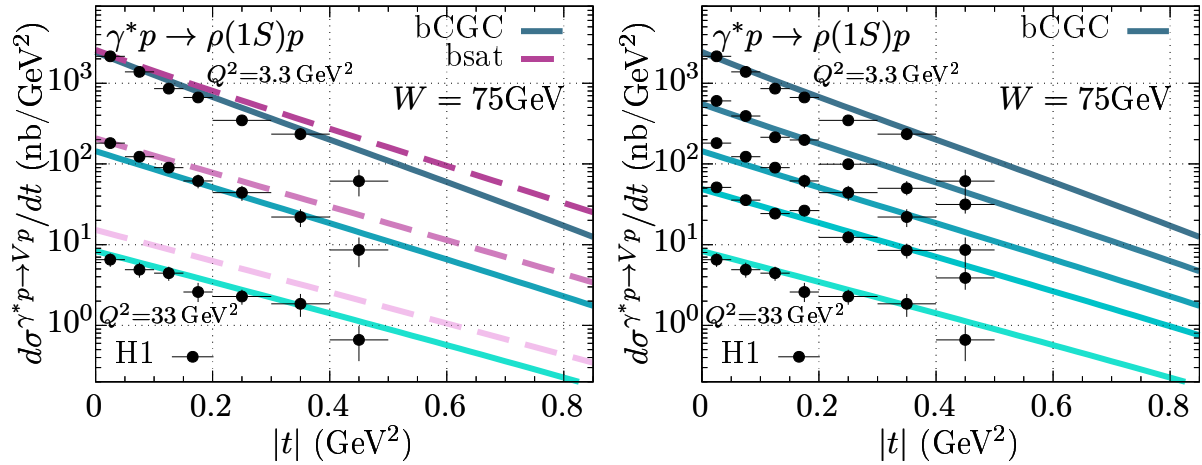 dσ^{γ*p→Vp}/dt (nb/GeV²)
10³
10²
10¹
10⁰
γ*p → ρ(1S)p
bCGC
bsat
Q²=3.3 GeV²
W = 75GeV
Q²=33 GeV²
H1
0 0.2 0.4 0.6 0.8
|t| (GeV²)
dσ^{γ*p→Vp}/dt (nb/GeV²)
10³
10²
10¹
10⁰
γ*p → ρ(1S)p
bCGC
Q²=3.3 GeV²
W = 75GeV
Q²=33 GeV²
H1
0 0.2 0.4 0.6 0.8
|t| (GeV²)